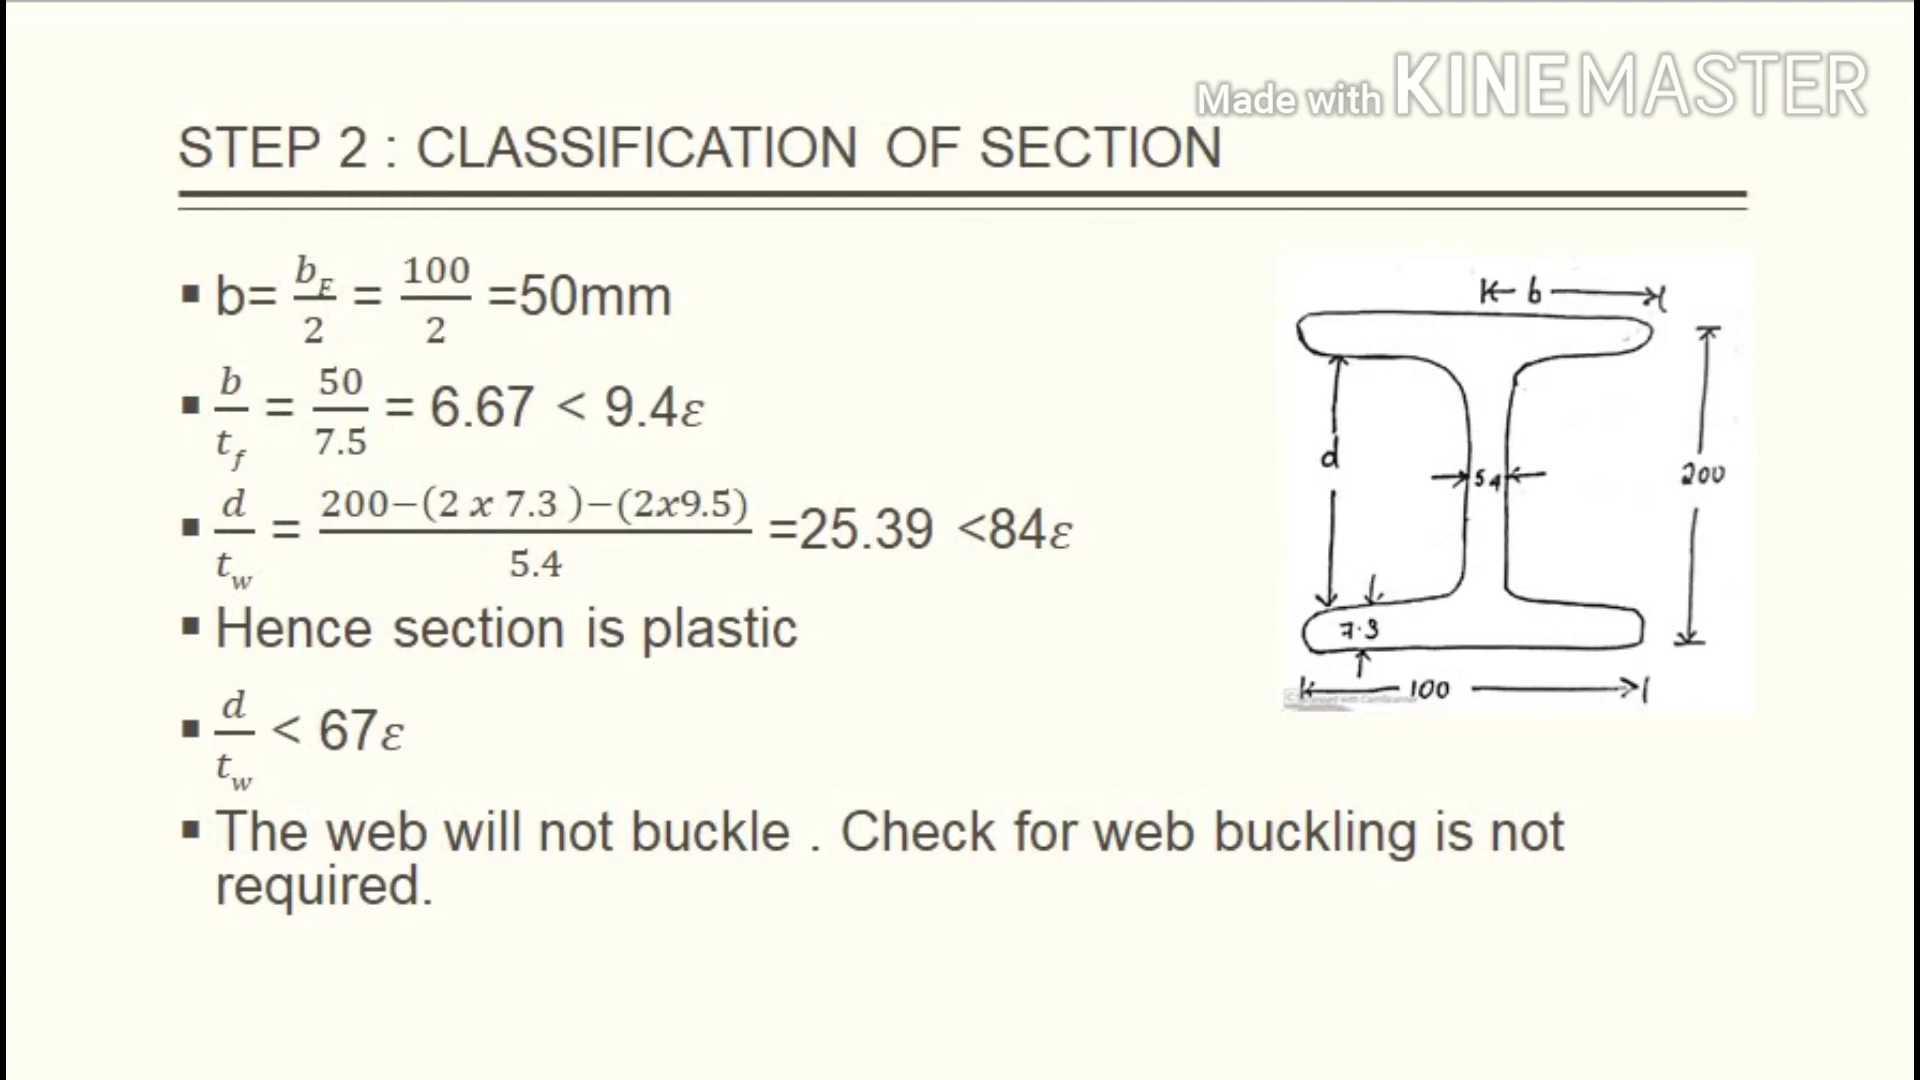 Made with KINEMASTER
STEP 2 : CLASSIFICATION OF SECTION
▪ b= b_F/2 = 100/2 =50mm
▪ b/t_f = 50/7.5 = 6.67 < 9.4ε
▪ d/t_w = 200−(2 x 7.3 )−(2x9.5)/5.4 =25.39 <84ε
▪ Hence section is plastic
▪ d/t_w < 67ε
▪ The web will not buckle . Check for web buckling is not
required.
b
d
5.4
200
7.3
100